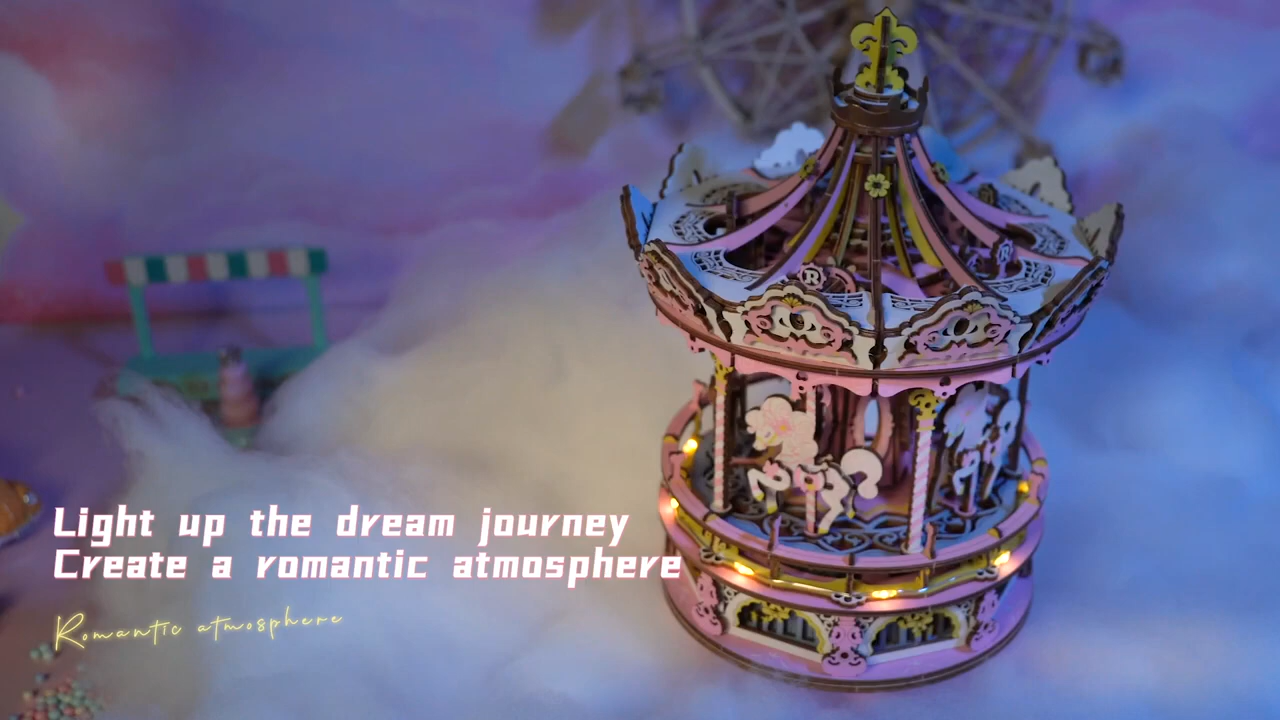 Light up the dream journey
Create a romantic atmosphere
Romantic atmosphere
R
R